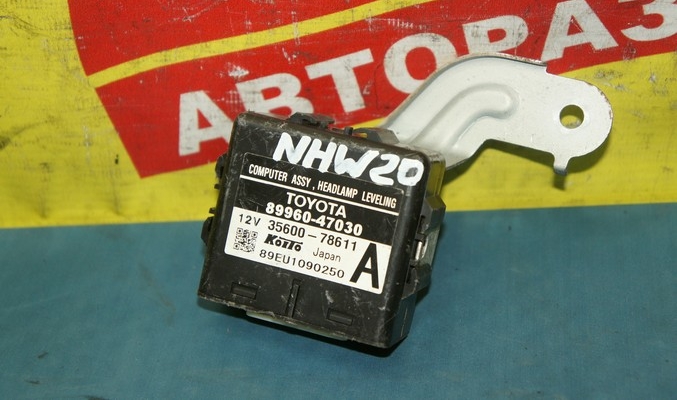 АВТОРАЗ
NHW20
COMPUTER ASSY, HEADLAMP LEVELING
TOYOTA
89960-47030
12V 35600-78611
KOITO Japan A
89EU1090250